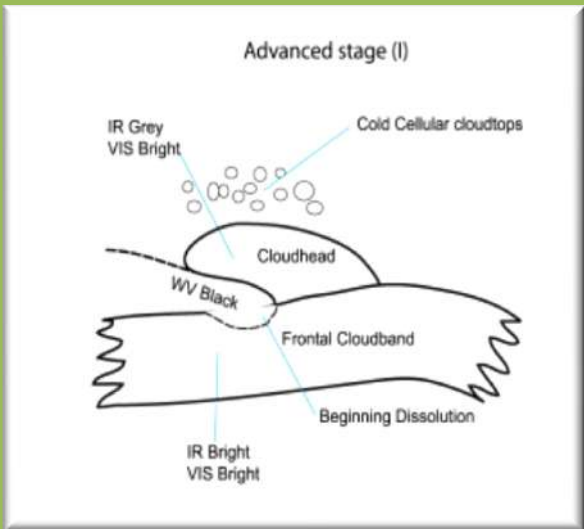 Advanced stage (I)
IR Grey
VIS Bright
Cold Cellular cloudtops
Cloudhead
WV Black
Frontal Cloudband
Beginning Dissolution
IR Bright
VIS Bright